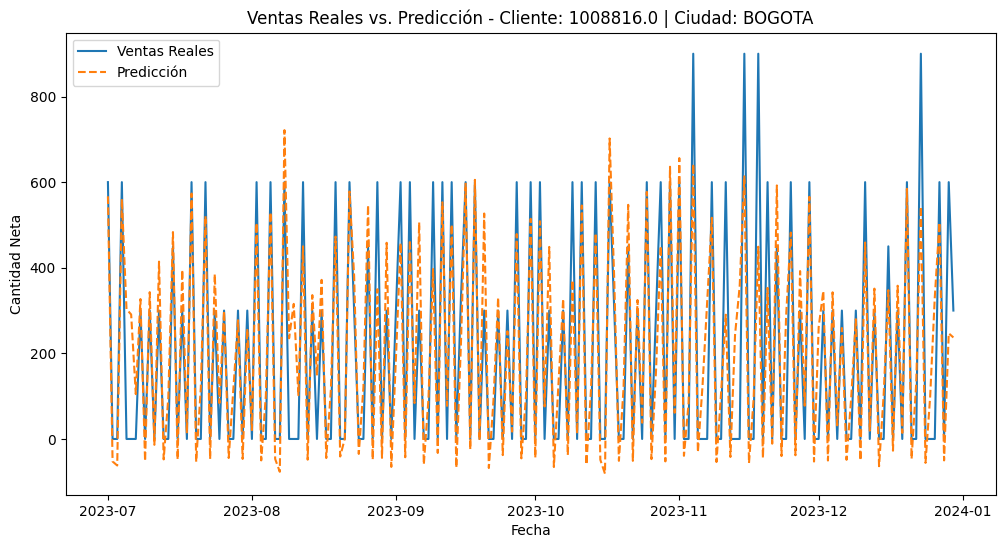 Ventas Reales vs. Predicción - Cliente: 1008816.0 | Ciudad: BOGOTA
Ventas Reales
Predicción
Cantidad Neta
800
600
400
200
0
2023-07
2023-08
2023-09
2023-10
2023-11
2023-12
2024-01
Fecha